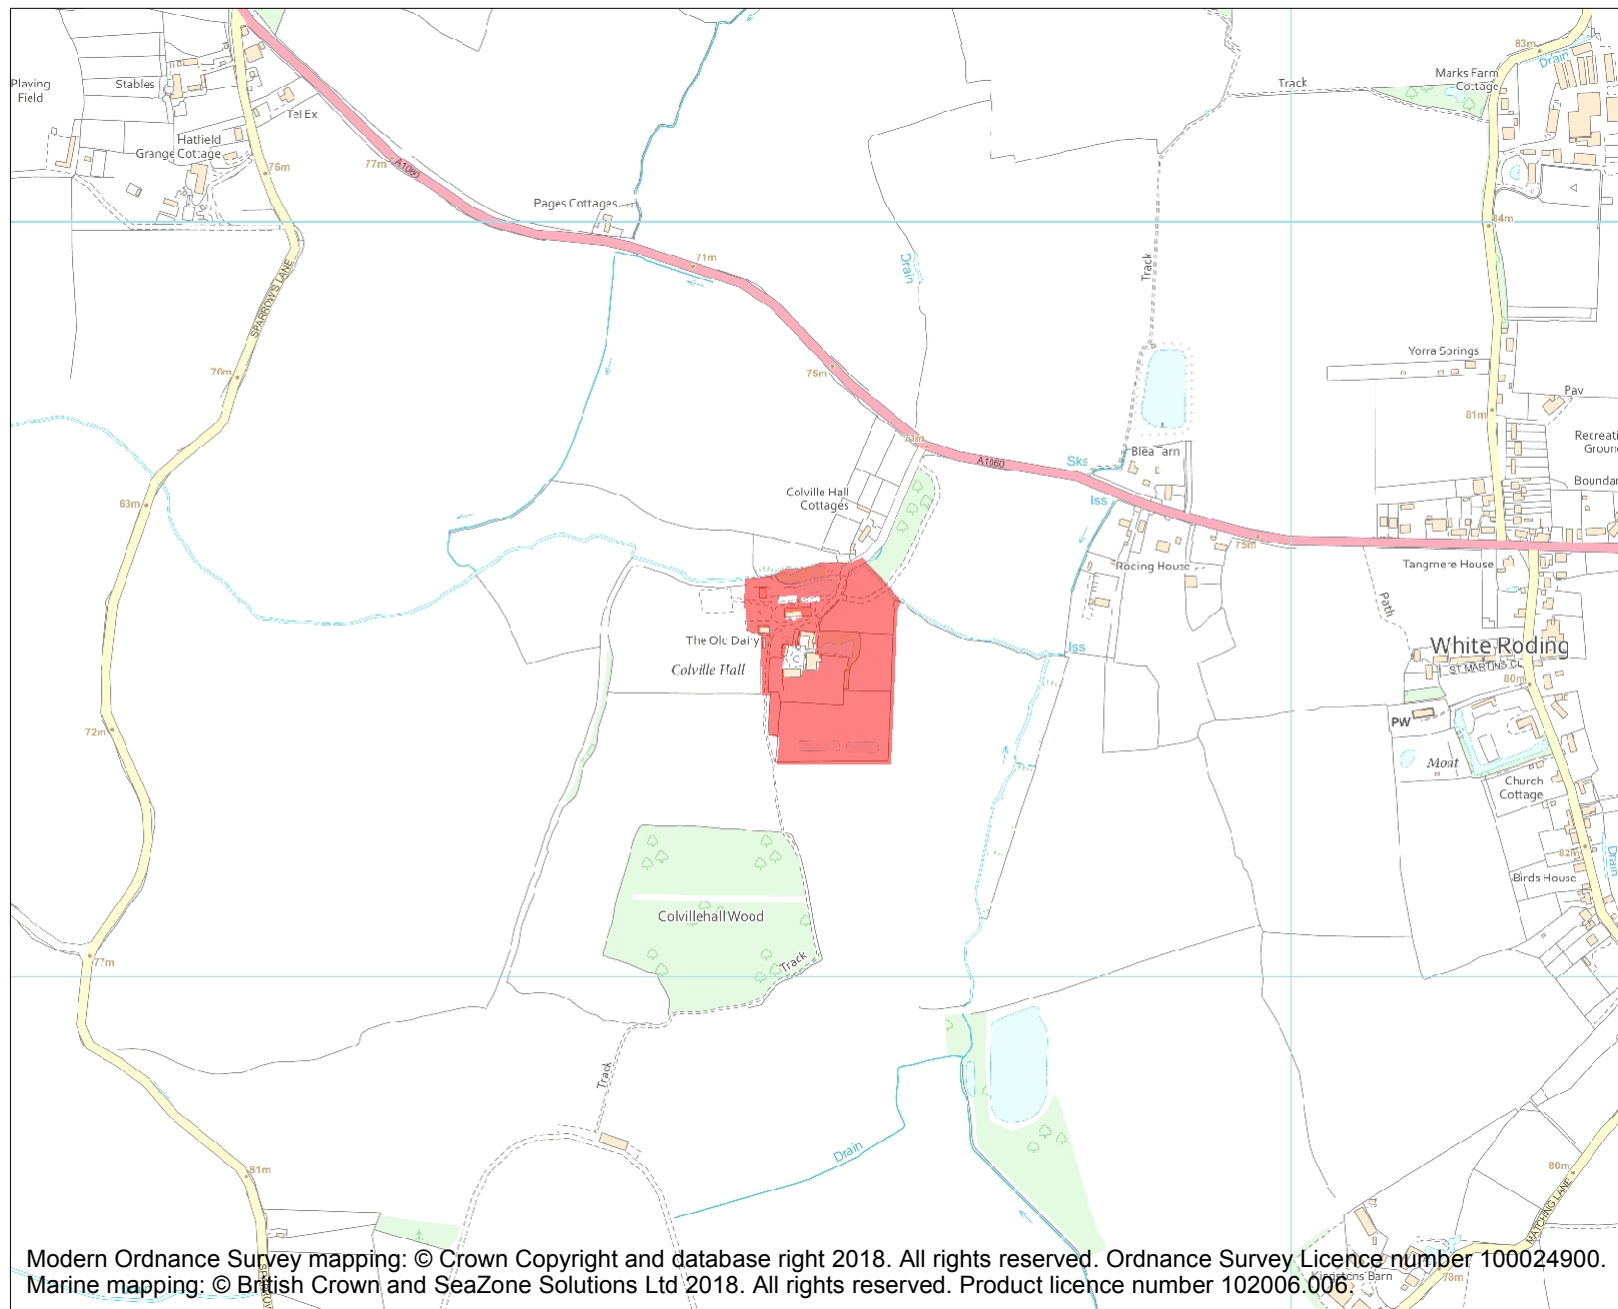 83m
Drain
Playing
Field
Stables
Marks Farm
Cottage
Track
Tel Ex
Hatfield
Grange Cottage
77m
A1060
76m
Pages Cottages
84m
71m
Drain
Track
SPARROW'S LANE
Yorra Springs
70m
75m
Pav
81m
Recreati
Groun
A1060
Sks
Colville Hall
Cottages
Iss
Boundar
63m
75m
Racing House
Tangmere House
Path
The Old Dairy
Iss
White Roding
Colville Hall
ST MARTINS CL
80m
PW
72m
Moat
Church
Cottage
82m
Drain
Birds House
Colvillehall Wood
77m
Track
Track
Drain
81m
80m
MATCHING LANE
Modern Ordnance Survey mapping: © Crown Copyright and database right 2018. All rights reserved. Ordnance Survey Licence number 100024900.
Marine mapping: © British Crown and SeaZone Solutions Ltd 2018. All rights reserved. Product licence number 102006.006.
78m